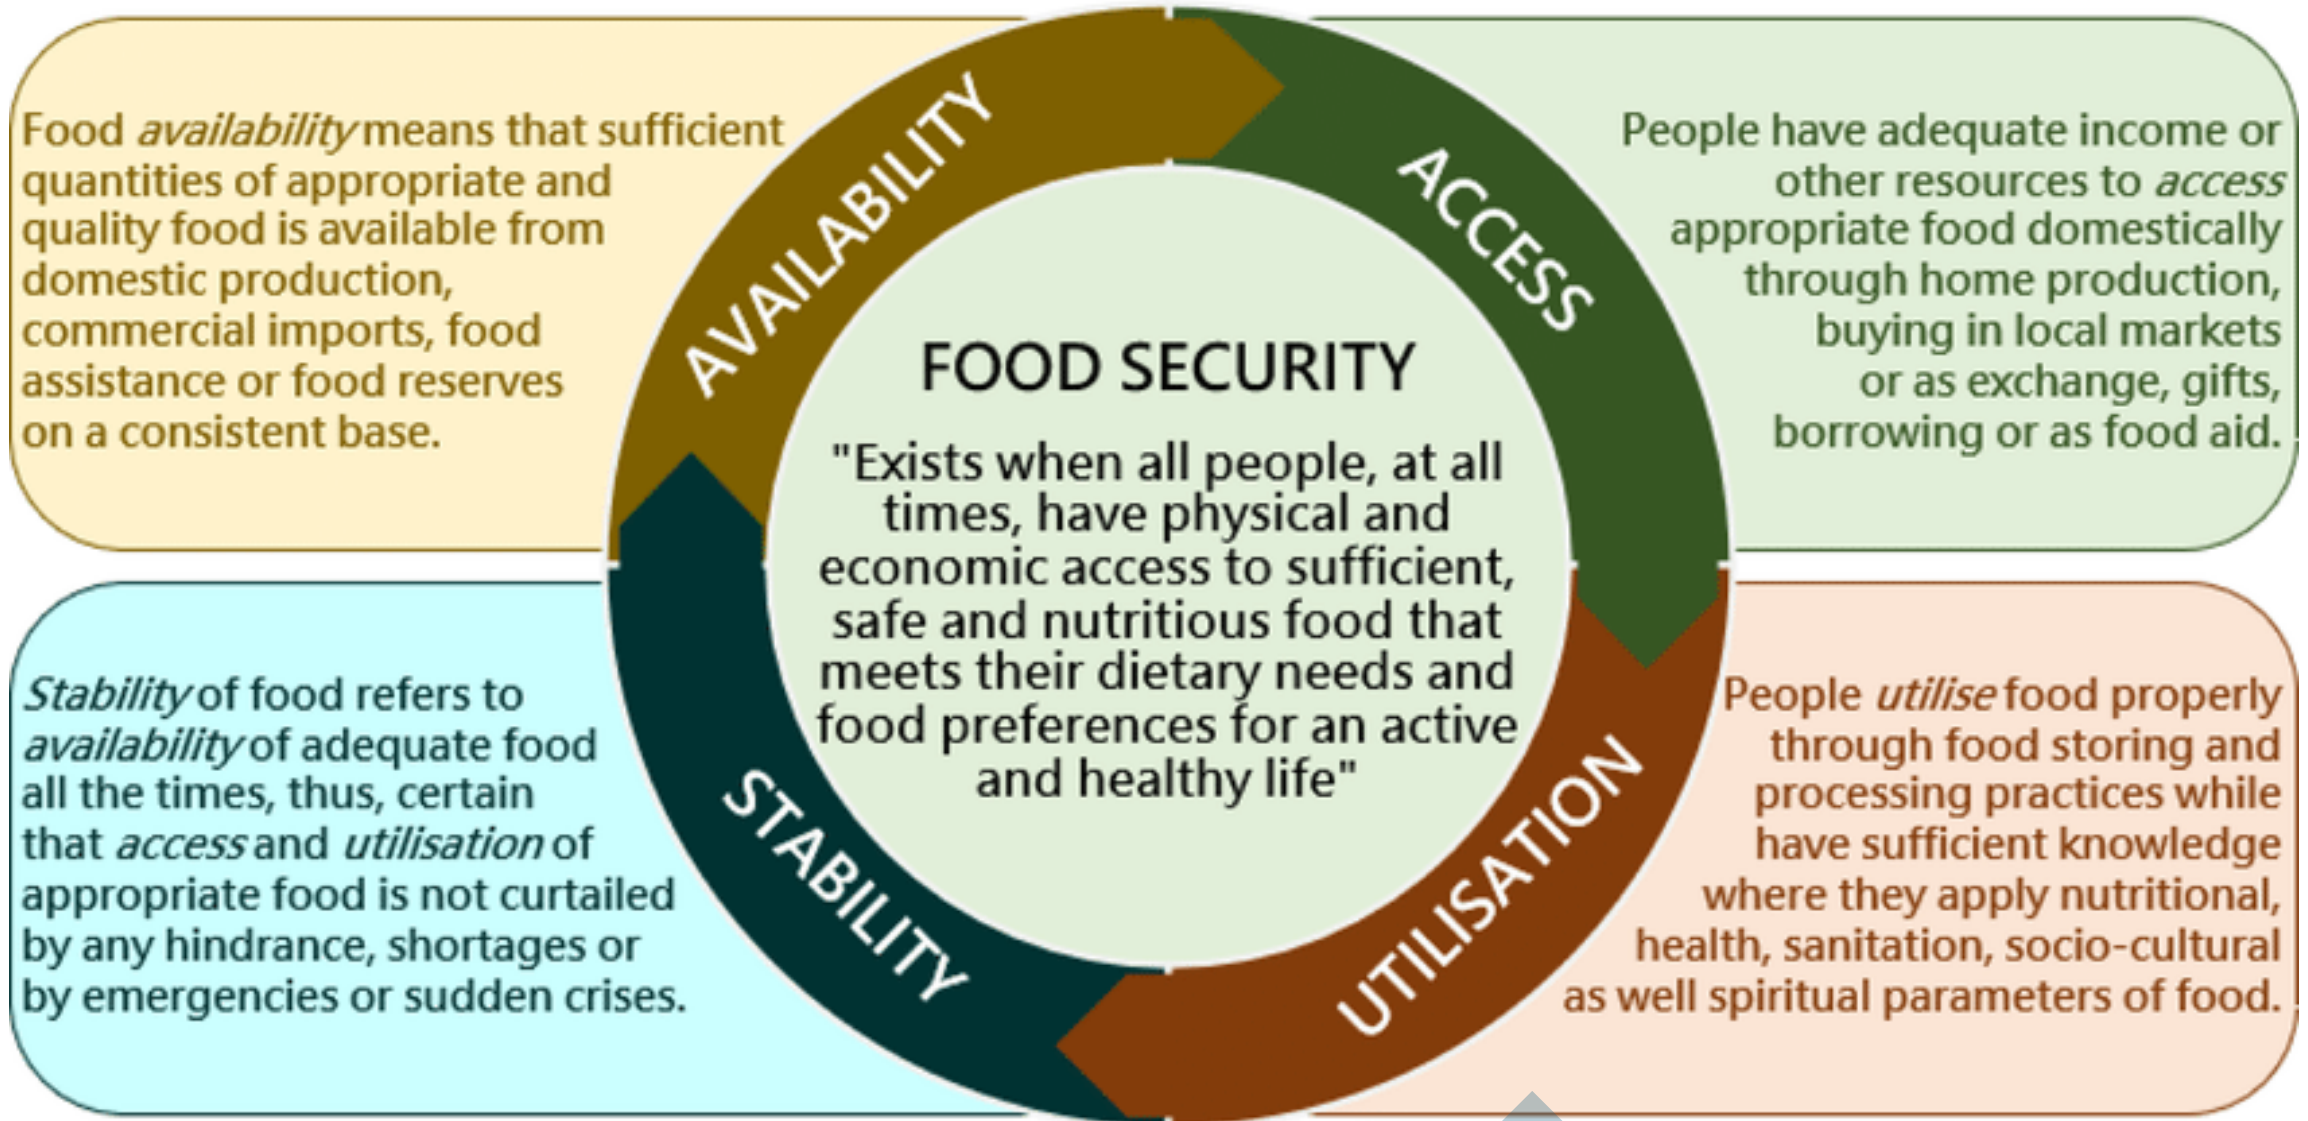 Food availability means that sufficient
quantities of appropriate and
quality food is available from
domestic production,
commercial imports, food
assistance or food reserves
on a consistent base.
AVAILABILITY
ACCESS
People have adequate income or
other resources to access
appropriate food domestically
through home production,
buying in local markets
or as exchange, gifts,
borrowing or as food aid.
FOOD SECURITY
"Exists when all people, at all
times, have physical and
economic access to sufficient,
safe and nutritious food that
meets their dietary needs and
food preferences for an active
and healthy life"
Stability of food refers to
availability of adequate food
all the times, thus, certain
that access and utilisation of
appropriate food is not curtailed
by any hindrance, shortages or
by emergencies or sudden crises.
STABILITY
UTILISATION
People utilise food properly
through food storing and
processing practices while
have sufficient knowledge
where they apply nutritional,
health, sanitation, socio-cultural
as well spiritual parameters of food.